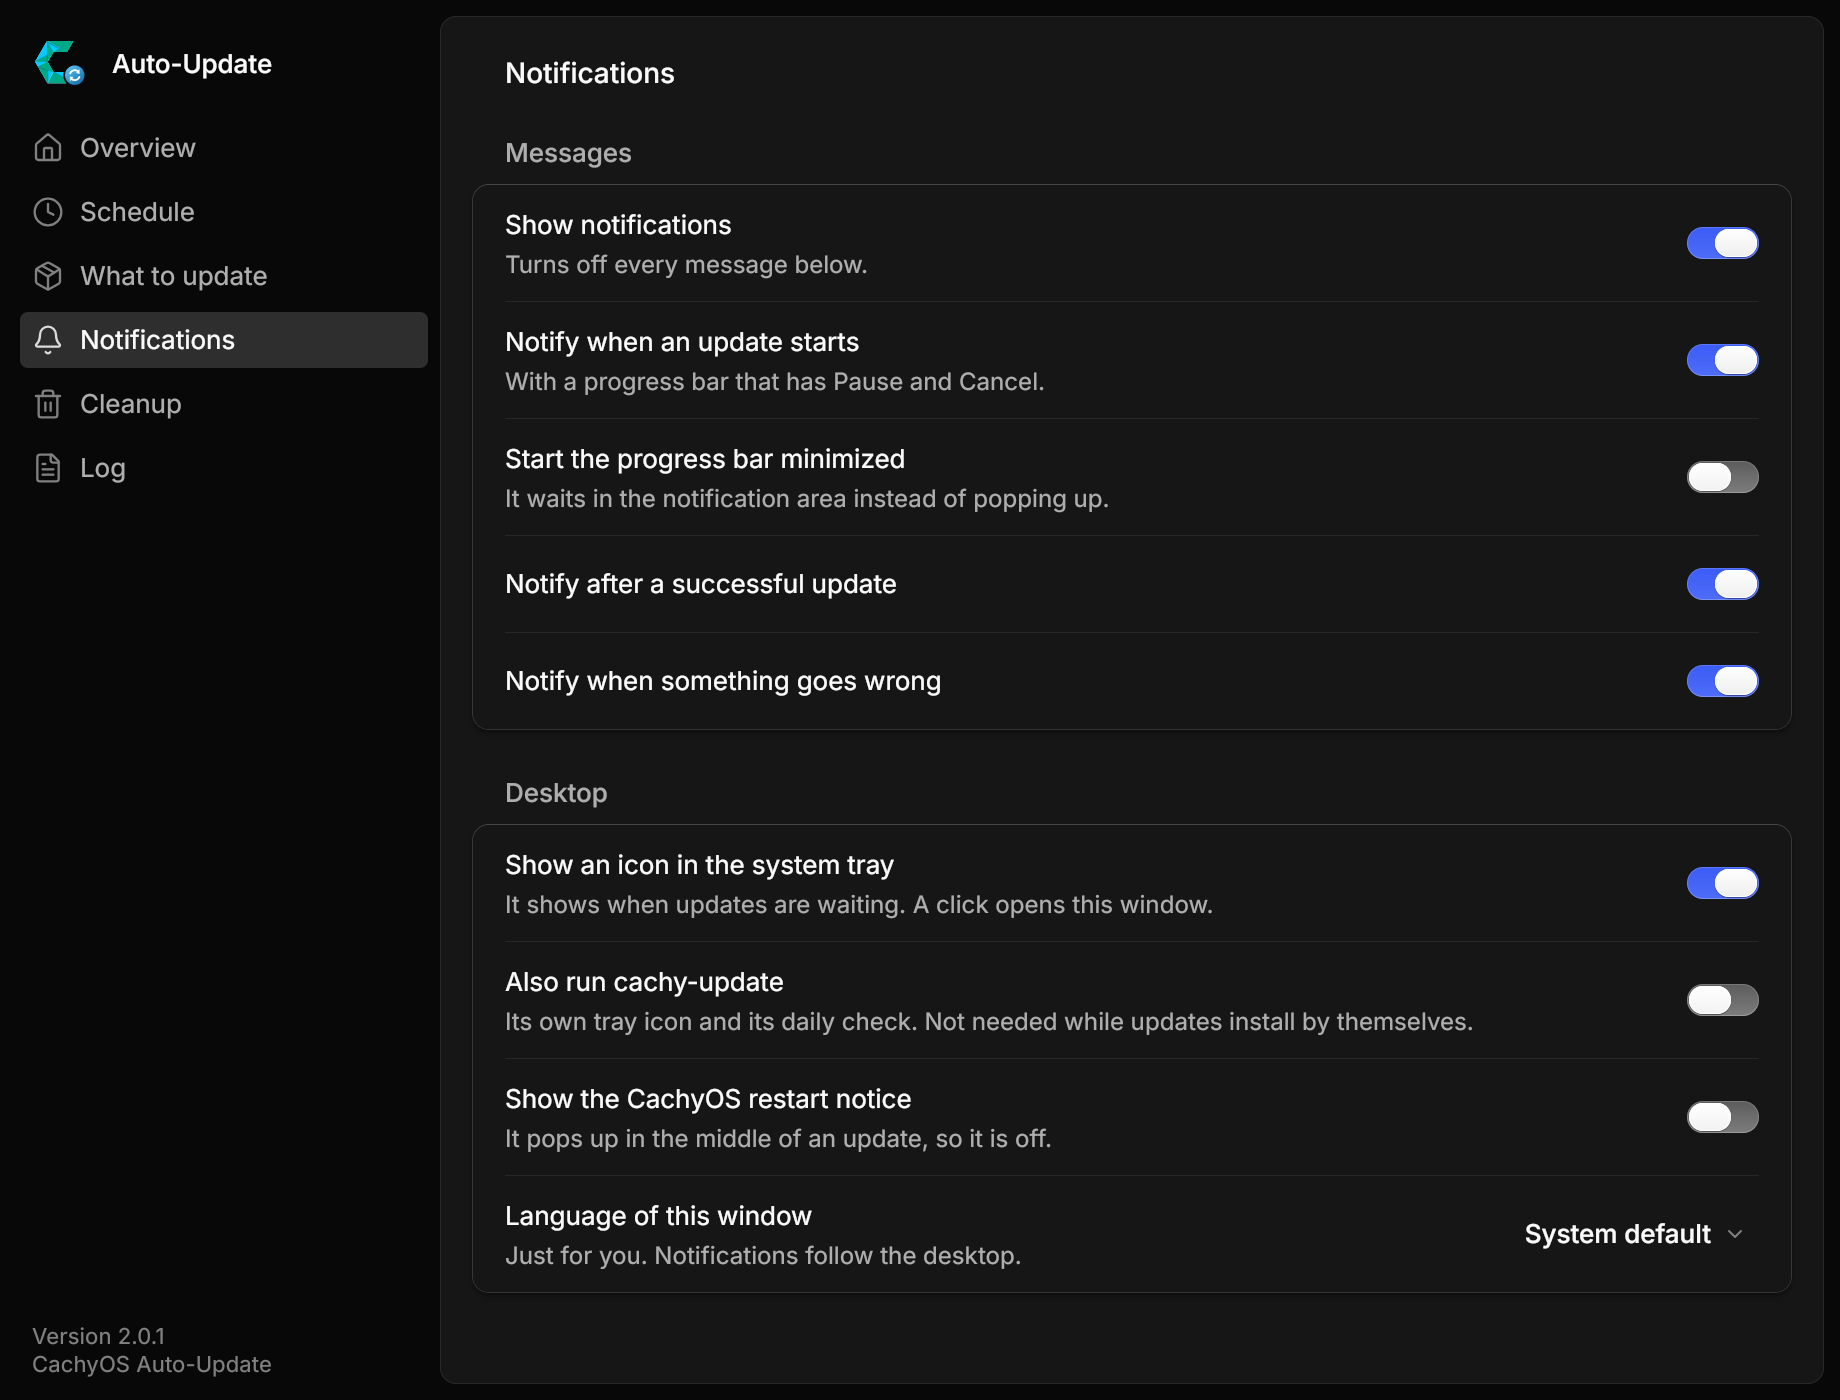 Auto-Update
Overview
Schedule
What to update
Notifications
Cleanup
Log
Version 2.0.1
CachyOS Auto-Update
Notifications
Messages
Show notifications
Turns off every message below.
Notify when an update starts
With a progress bar that has Pause and Cancel.
Start the progress bar minimized
It waits in the notification area instead of popping up.
Notify after a successful update
Notify when something goes wrong
Desktop
Show an icon in the system tray
It shows when updates are waiting. A click opens this window.
Also run cachy-update
Its own tray icon and its daily check. Not needed while updates install by themselves.
Show the CachyOS restart notice
It pops up in the middle of an update, so it is off.
Language of this window
Just for you. Notifications follow the desktop.
System default